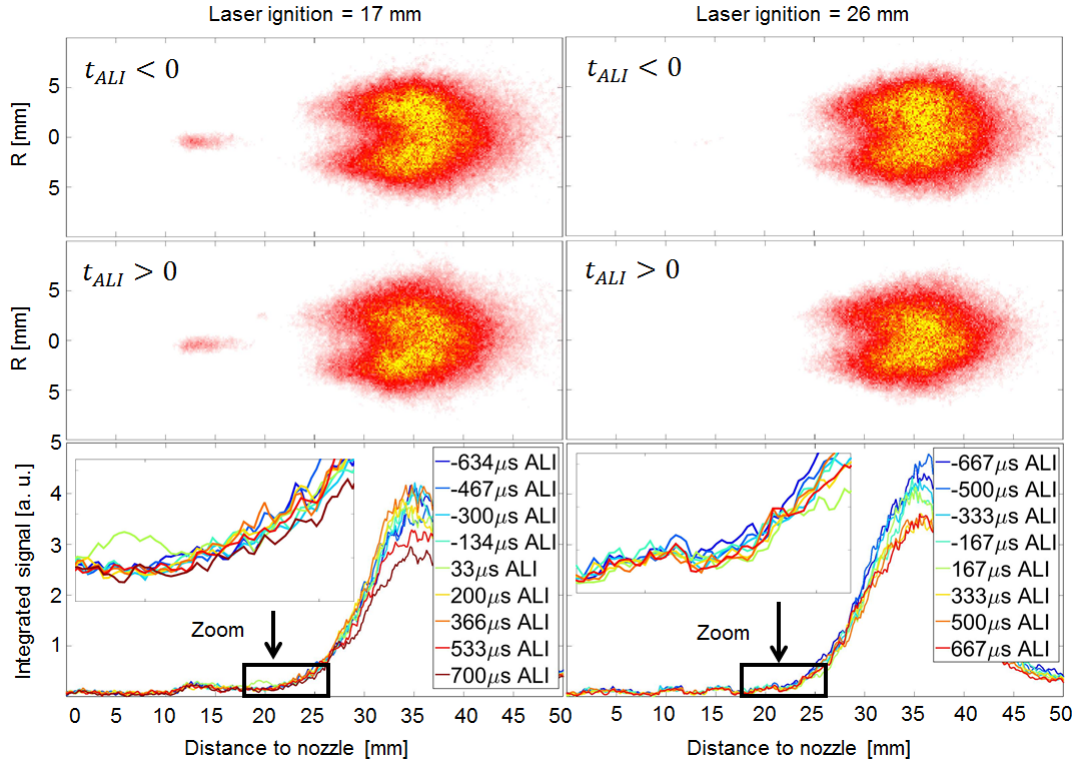 Laser ignition = 17 mm
Laser ignition = 26 mm
t_ALI < 0
t_ALI < 0
R [mm]
5
0
5
R [mm]
t_ALI > 0
t_ALI > 0
R [mm]
5
0
5
R [mm]
Integrated signal [a. u.]
5
4
3
2
1
Zoom
-634μs ALI
-467μs ALI
-300μs ALI
-134μs ALI
33μs ALI
200μs ALI
366μs ALI
533μs ALI
700μs ALI
Zoom
-667μs ALI
-500μs ALI
-333μs ALI
-167μs ALI
167μs ALI
333μs ALI
500μs ALI
667μs ALI
0 5 10 15 20 25 30 35 40 45 50
0 5 10 15 20 25 30 35 40 45 50
Distance to nozzle [mm]
Distance to nozzle [mm]